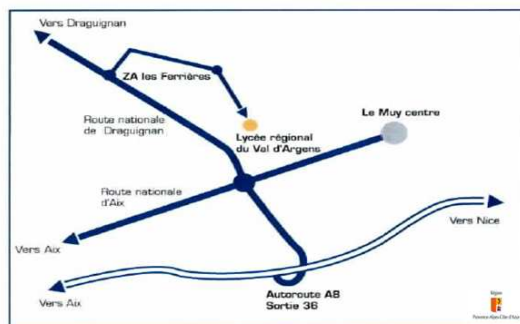 Vers Draguignan
ZA les Ferrières
Le Muy centre
Route nationale
de Draguignan
Lycée régional
du Val d'Argens
Route nationale
d'Aix
Vers Aix
Vers Nice
Vers Aix
Autoroute A8
Sortie 36